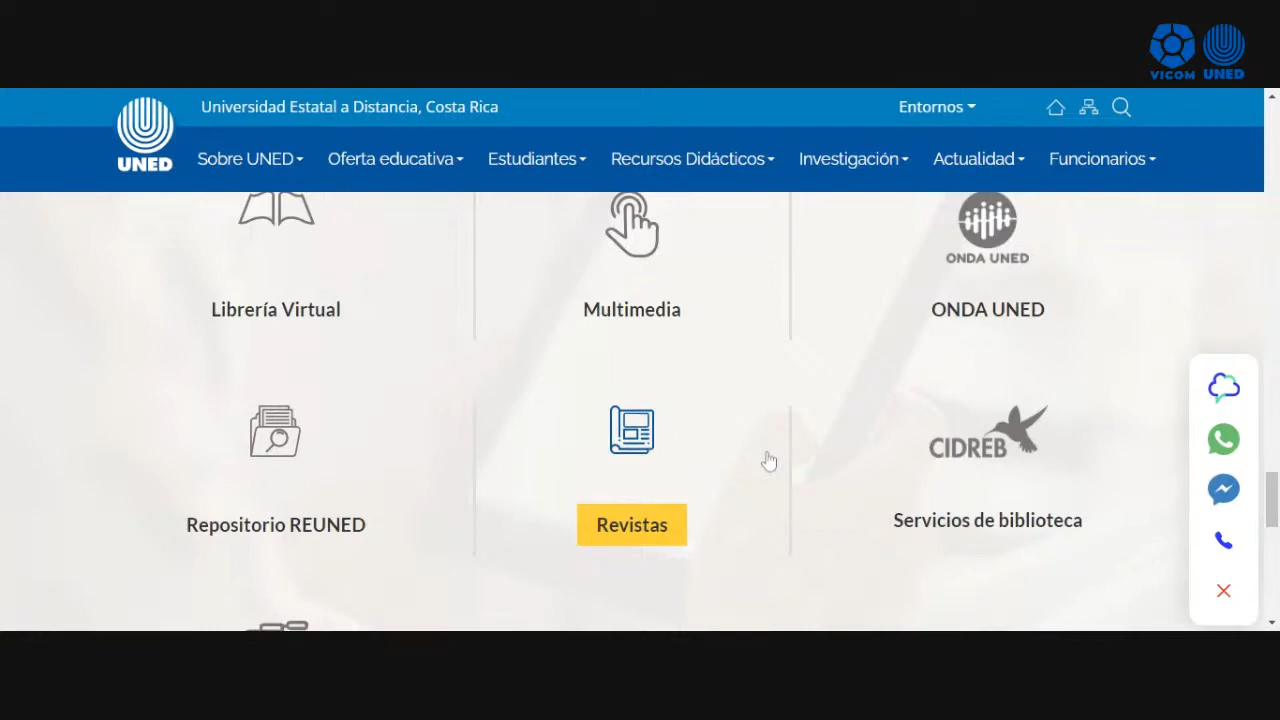 VICOM UNED
Universidad Estatal a Distancia, Costa Rica
Entornos
UNED
Sobre UNED
Oferta educativa
Estudiantes
Recursos Didácticos
Investigación
Actualidad
Funcionarios
ONDA UNED
Librería Virtual
Multimedia
ONDA UNED
CIDREB
Repositorio REUNED
Revistas
Servicios de biblioteca